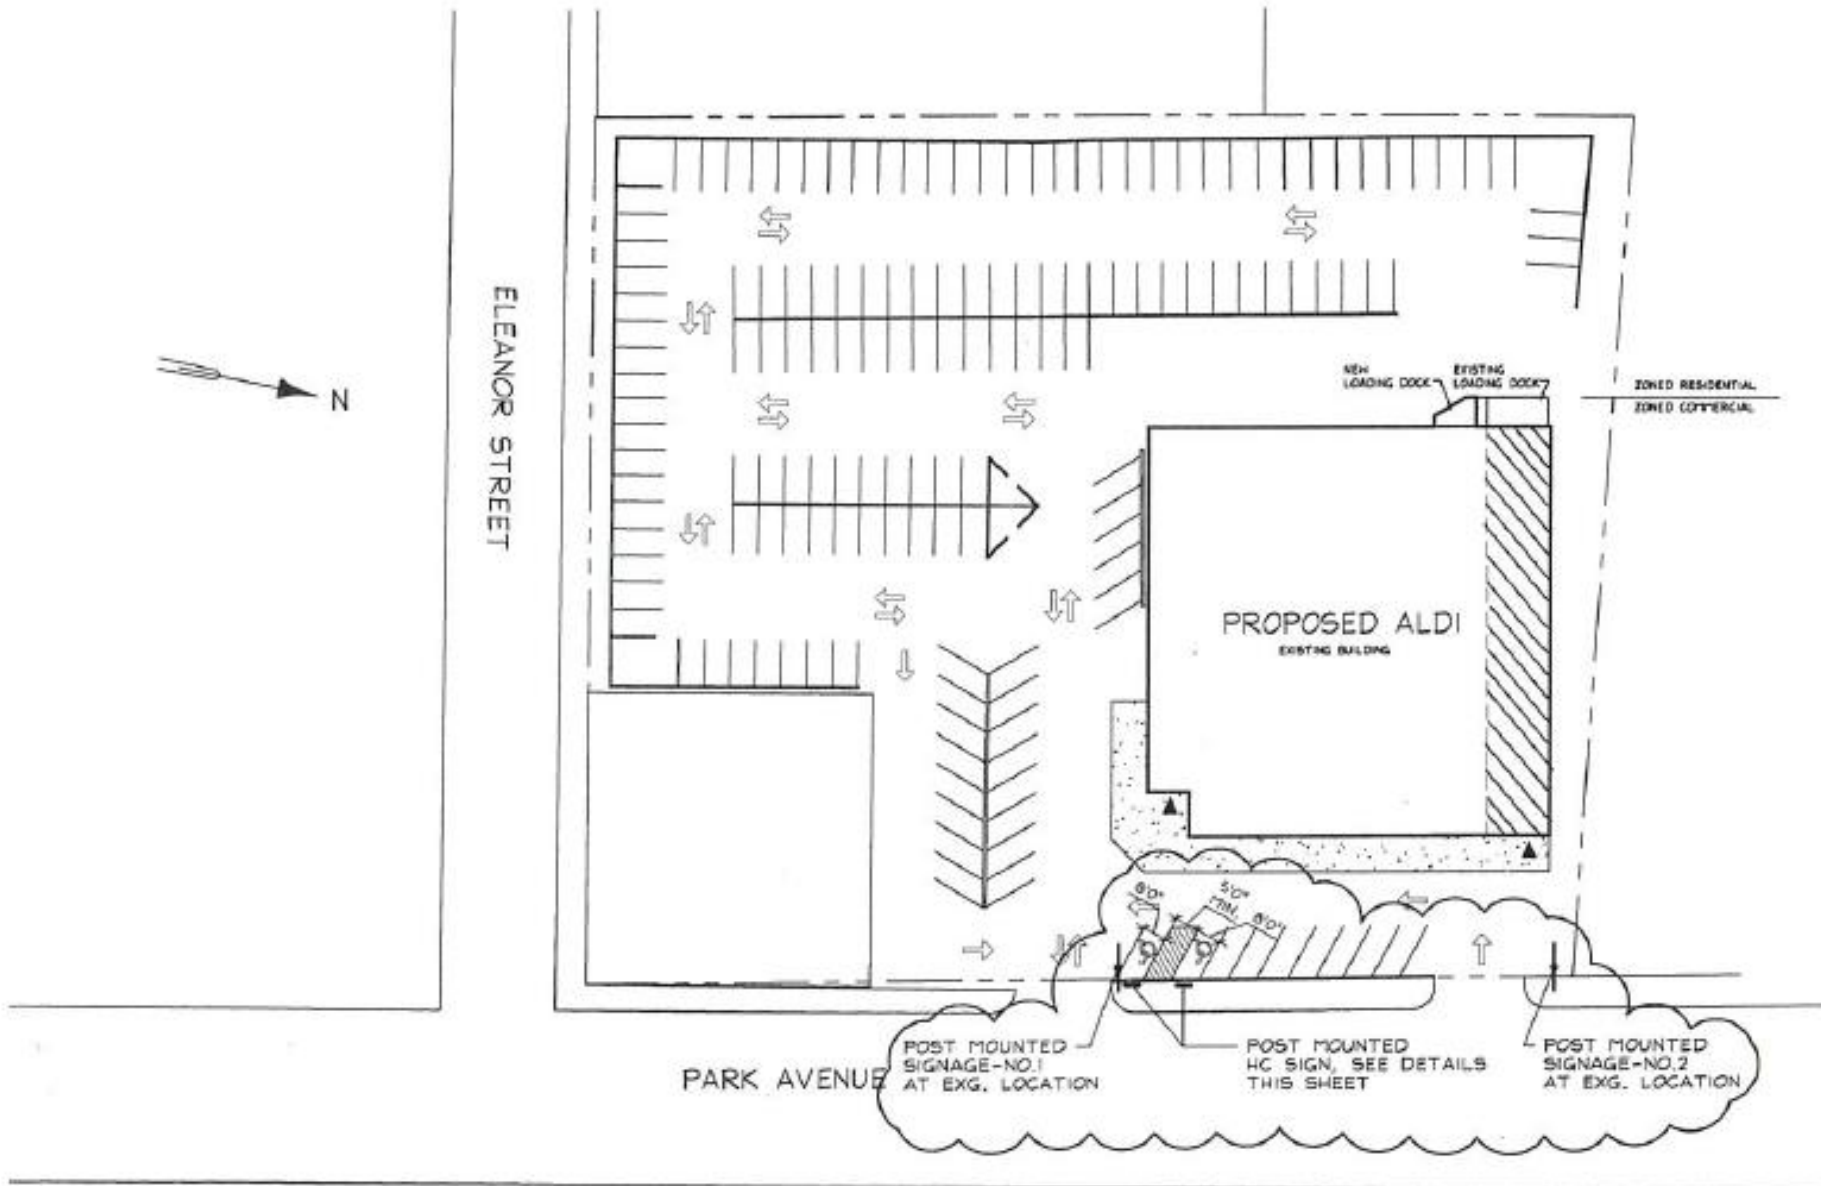 ELEANOR STREET
N
NEW
LOADING DOCK
EXISTING
LOADING DOCK
ZONED RESIDENTIAL
ZONED COMMERCIAL
PROPOSED ALDI
EXISTING BUILDING
8'0"
5'0"
MIN.
8'0"
POST MOUNTED
SIGNAGE-NO.1
AT EXG. LOCATION
POST MOUNTED
HC SIGN, SEE DETAILS
THIS SHEET
POST MOUNTED
SIGNAGE-NO.2
AT EXG. LOCATION
PARK AVENUE